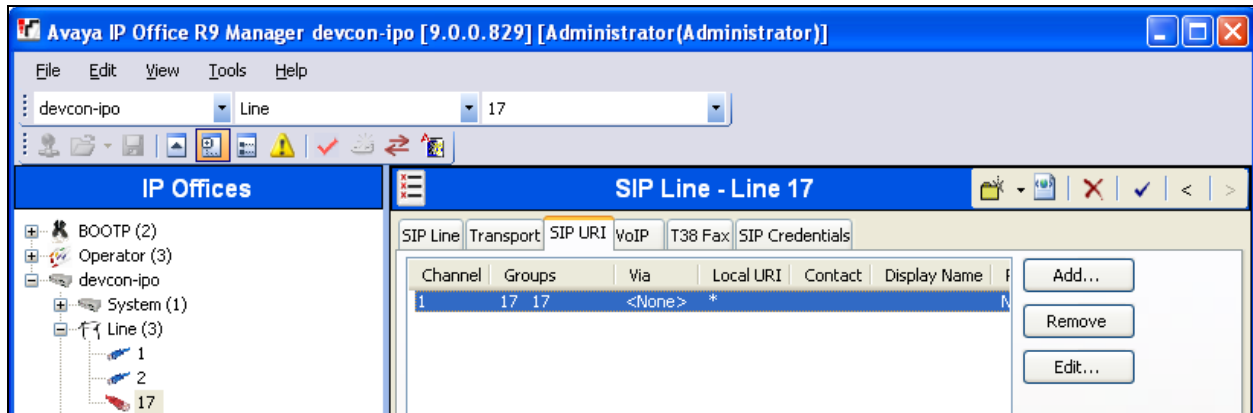 Avaya IP Office R9 Manager devcon-ipo [9.0.0.829] [Administrator(Administrator)]
File Edit View Tools Help
devcon-ipo Line 17
IP Offices
SIP Line - Line 17
BOOTP (2)
Operator (3)
devcon-ipo
System (1)
Line (3)
1
2
17
SIP Line Transport SIP URI VoIP T38 Fax SIP Credentials
Channel Groups Via Local URI Contact Display Name
1 17 17 <None> *
Add...
Remove
Edit...